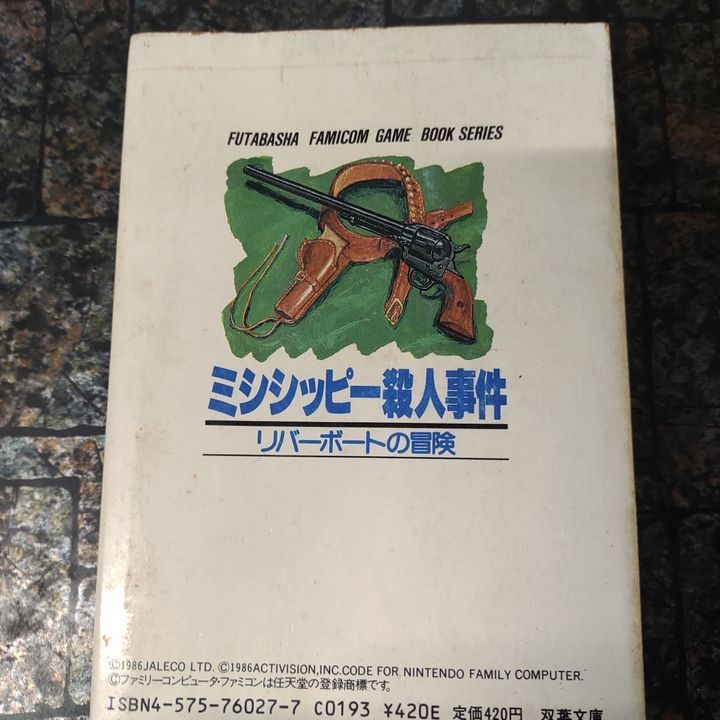 FUTABASHA FAMICOM GAME BOOK SERIES
ミシシッピー殺人事件
リバーボートの冒険
©1986JALECO LTD. ©1986ACTIVISION,INC.CODE FOR NINTENDO FAMILY COMPUTER.
©ファミリーコンピュータ・ファミコンは任天堂の登録商標です。
ISBN4-575-76027-7 C0193 ¥420E 定価420円 双葉文庫